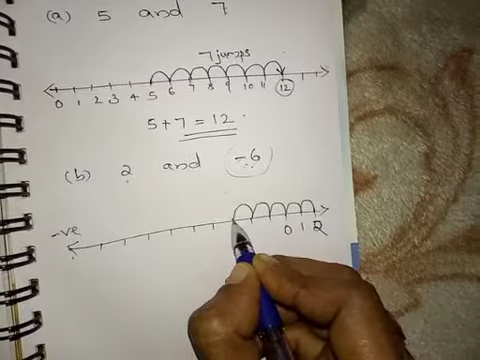 (a) 5 and 7
7 jumps
0 1 2 3 4 5 6 7 8 9 10 11 12
5+7=12
(b) 2 and -6
-ve
0 1 2